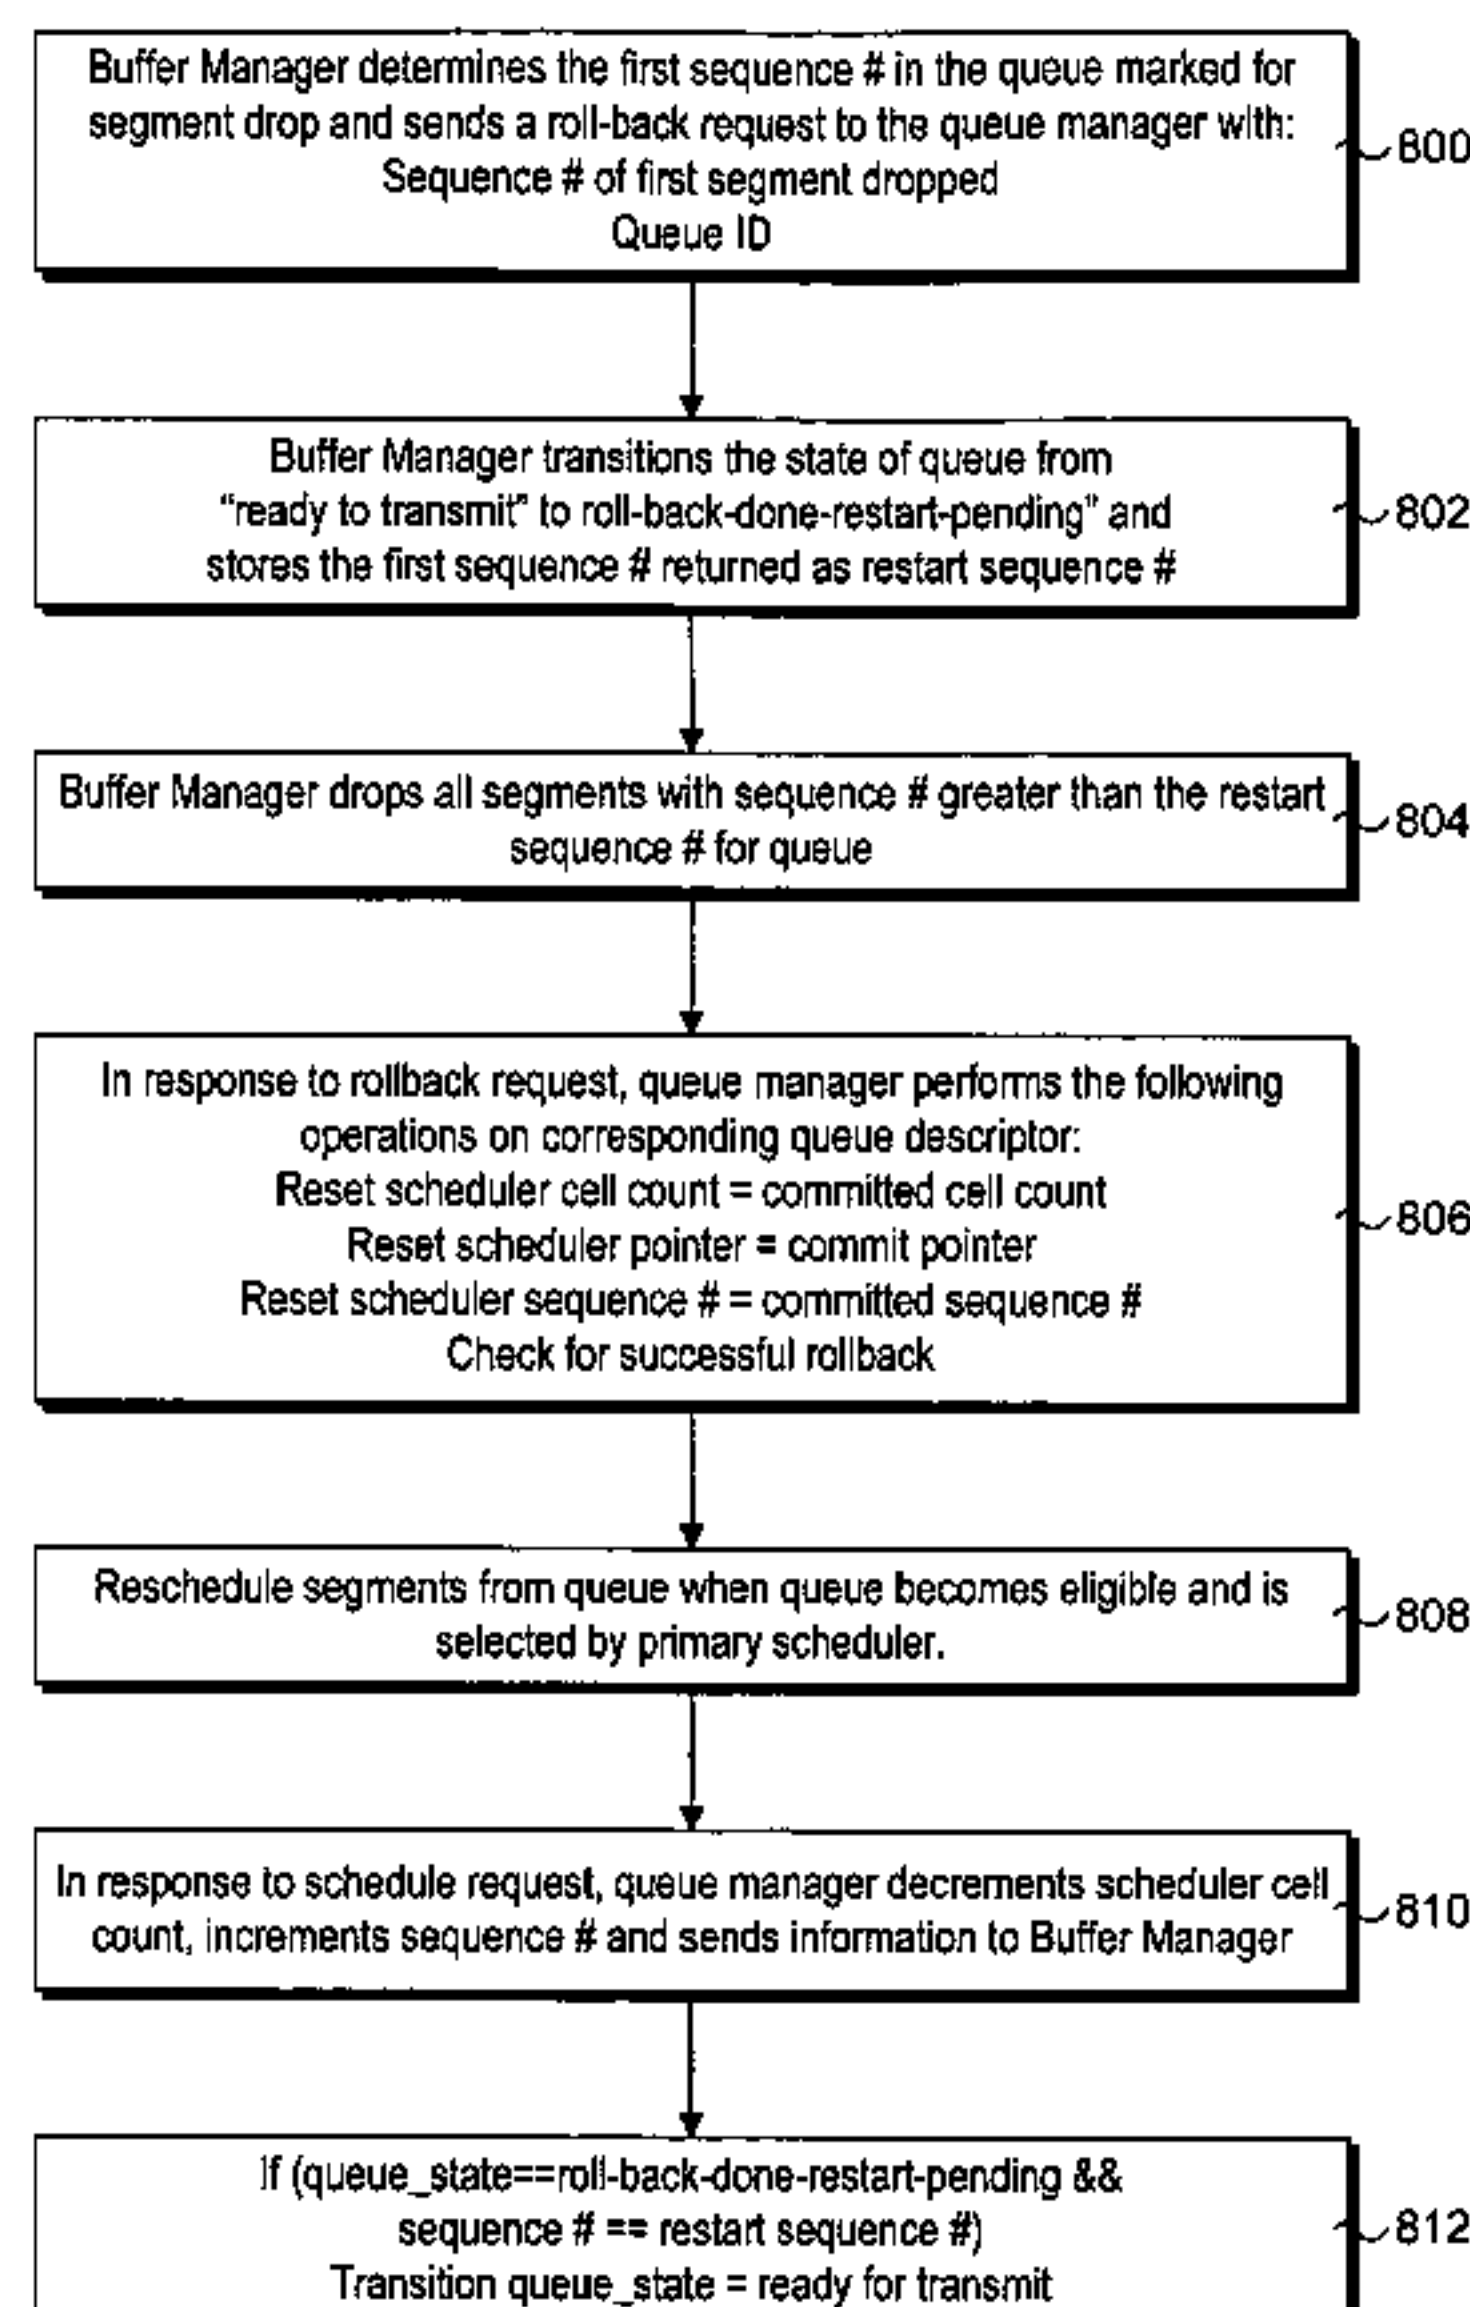 Buffer Manager determines the first sequence # in the queue marked for
segment drop and sends a roll-back request to the queue manager with:
Sequence # of first segment dropped
Queue ID
800
Buffer Manager transitions the state of queue from
“ready to transmit” to roll-back-done-restart-pending” and
stores the first sequence # returned as restart sequence #
802
Buffer Manager drops all segments with sequence # greater than the restart
sequence # for queue
804
In response to rollback request, queue manager performs the following
operations on corresponding queue descriptor:
Reset scheduler cell count = committed cell count
Reset scheduler pointer = commit pointer
Reset scheduler sequence # = committed sequence #
Check for successful rollback
806
Reschedule segments from queue when queue becomes eligible and is
selected by primary scheduler.
808
In response to schedule request, queue manager decrements scheduler cell
count, increments sequence # and sends information to Buffer Manager
810
If (queue_state==roll-back-done-restart-pending &&
sequence # == restart sequence #)
Transition queue_state = ready for transmit
812